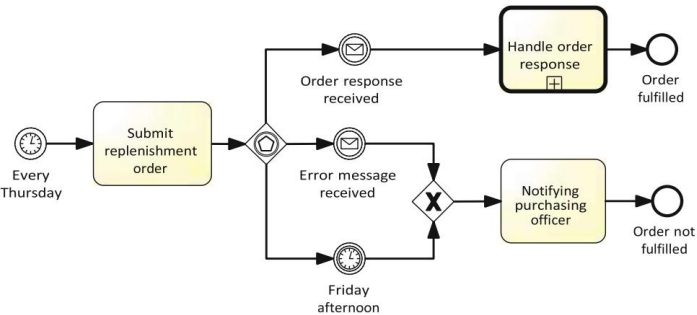 Every
Thursday
Submit
replenishment
order
Order response
received
Handle order
response
Order
fulfilled
Error message
received
Friday
afternoon
Notifying
purchasing
officer
Order not
fulfilled